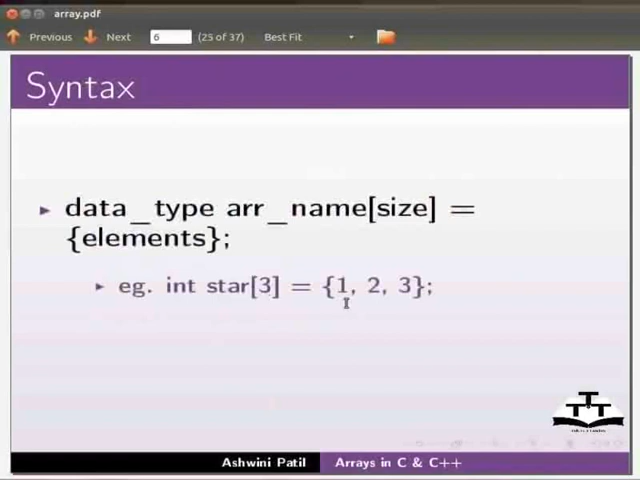 array.pdf
Previous Next 6 (25 of 37) Best Fit
Syntax
data_type arr_name[size] =
{elements};
eg. int star[3] = {1, 2, 3};
Ashwini Patil Arrays in C & C++